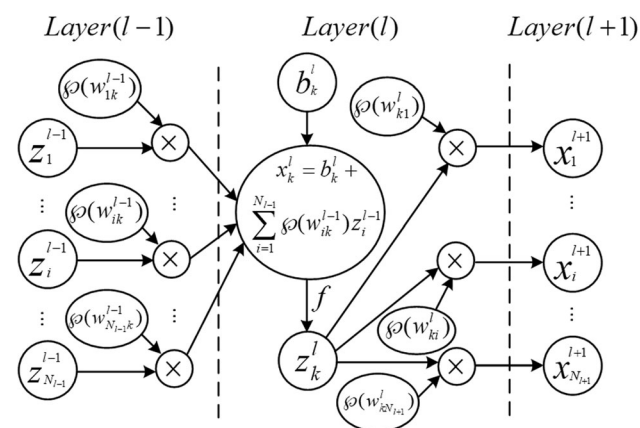 Layer(l−1)
Layer(l)
Layer(l+1)
℘(w_{1k}^{l-1})
×
z_1^{l-1}
⋮
℘(w_{ik}^{l-1})
⋮
×
z_i^{l-1}
⋮
℘(w_{N_{l-1}k}^{l-1})
⋮
×
z_{N_{l-1}}^{l-1}
b_k^l
x_k^l = b_k^l +
\sum_{i=1}^{N_{l-1}} ℘(w_{ik}^{l-1}) z_i^{l-1}
f
z_k^l
℘(w_{k1}^l)
×
×
℘(w_{ki}^l)
×
℘(w_{kN_{l+1}}^l)
x_1^{l+1}
⋮
x_i^{l+1}
⋮
x_{N_{l+1}}^{l+1}